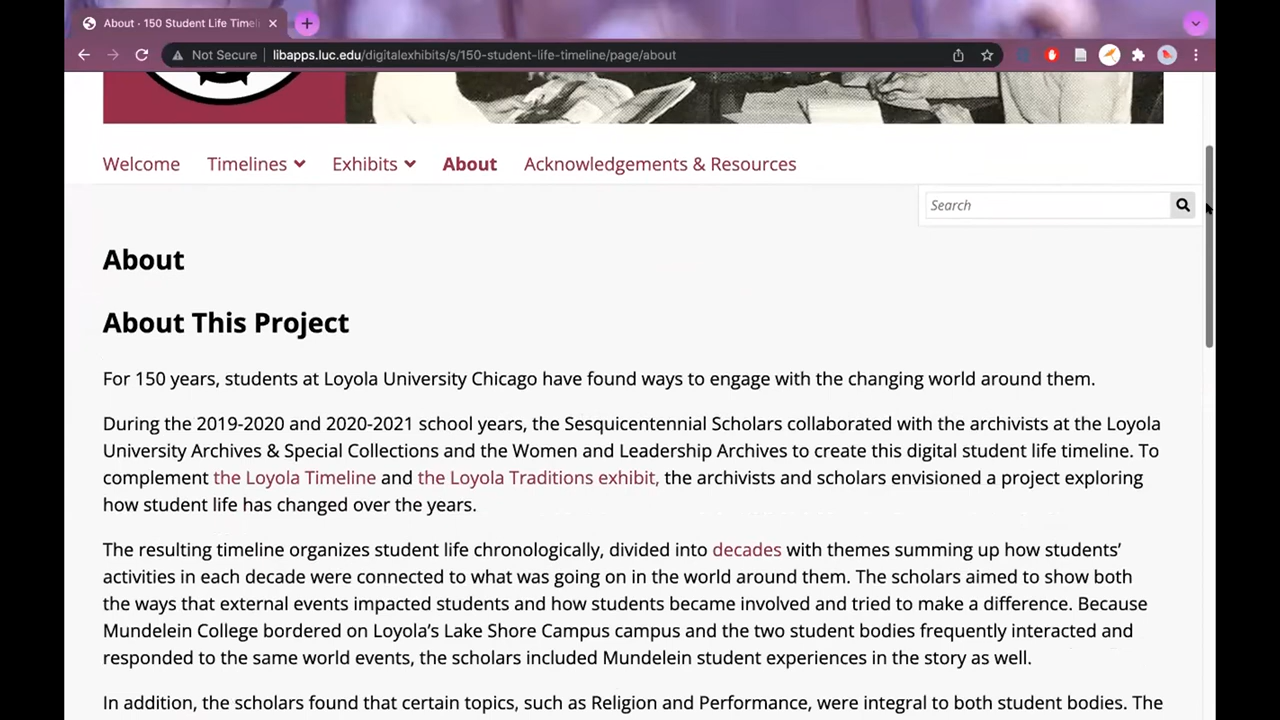 About · 150 Student Life Timeli
Not Secure | libapps.luc.edu/digitalexhibits/s/150-student-life-timeline/page/about
Welcome Timelines Exhibits About Acknowledgements & Resources
Search
About
About This Project
For 150 years, students at Loyola University Chicago have found ways to engage with the changing world around them.
During the 2019-2020 and 2020-2021 school years, the Sesquicentennial Scholars collaborated with the archivists at the Loyola
University Archives & Special Collections and the Women and Leadership Archives to create this digital student life timeline. To
complement the Loyola Timeline and the Loyola Traditions exhibit, the archivists and scholars envisioned a project exploring
how student life has changed over the years.
The resulting timeline organizes student life chronologically, divided into decades with themes summing up how students’
activities in each decade were connected to what was going on in the world around them. The scholars aimed to show both
the ways that external events impacted students and how students became involved and tried to make a difference. Because
Mundelein College bordered on Loyola’s Lake Shore Campus campus and the two student bodies frequently interacted and
responded to the same world events, the scholars included Mundelein student experiences in the story as well.
In addition, the scholars found that certain topics, such as Religion and Performance, were integral to both student bodies. The